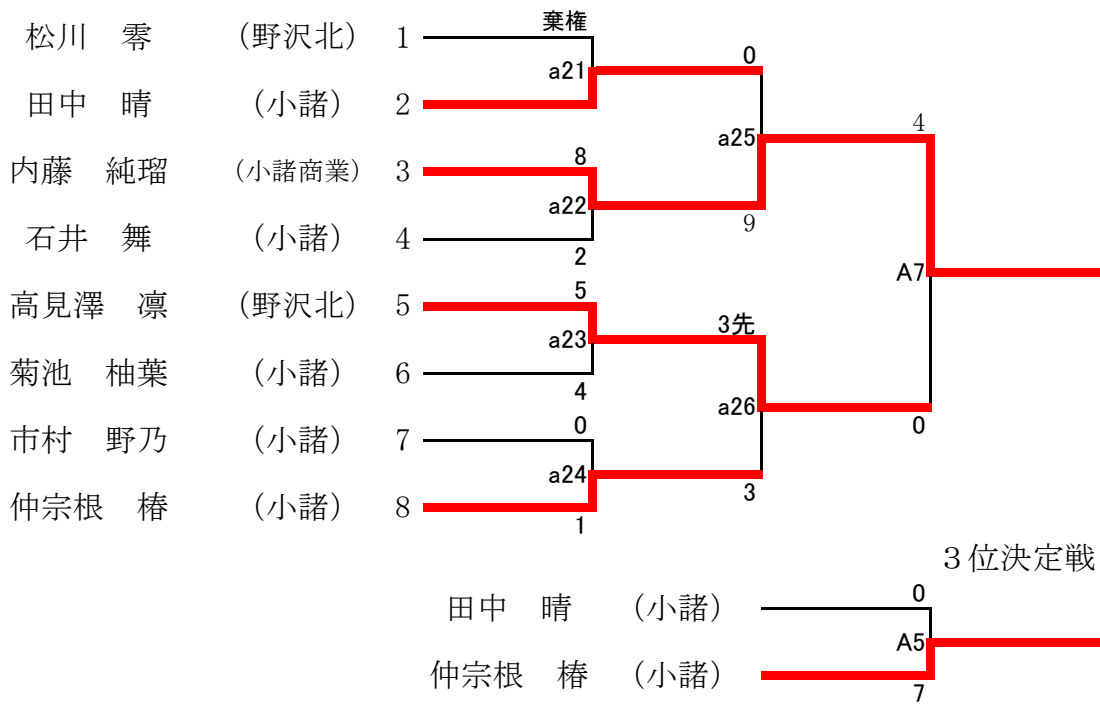 棄権
松川　零　（野沢北）　1
0
a21
田中　晴　（小諸）　2
4
a25
8
内藤　純瑠　（小諸商業）　3
a22
9
石井　舞　（小諸）　4
2
A7
5
高見澤　凛　（野沢北）　5
3先
a23
菊池　柚葉　（小諸）　6
4
a26
0
0
市村　野乃　（小諸）　7
a24
3
仲宗根　椿　（小諸）　8
1
３位決定戦
0
田中　晴　（小諸）
A5
仲宗根　椿　（小諸）
7